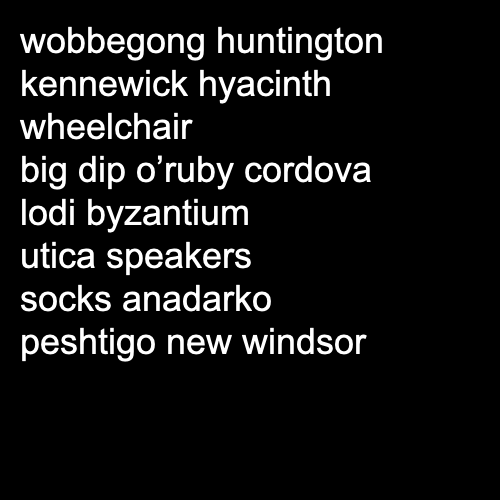 wobbegong huntington
kennewick hyacinth
wheelchair
big dip o’ruby cordova
lodi byzantium
utica speakers
socks anadarko
peshtigo new windsor